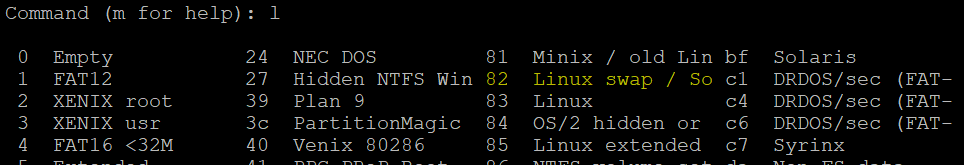 Command (m for help): l
0 Empty 24 NEC DOS 81 Minix / old Lin bf Solaris
1 FAT12 27 Hidden NTFS Win 82 Linux swap / So c1 DRDOS/sec (FAT-
2 XENIX root 39 Plan 9 83 Linux c4 DRDOS/sec (FAT-
3 XENIX usr 3c PartitionMagic 84 OS/2 hidden or c6 DRDOS/sec (FAT-
4 FAT16 <32M 40 Venix 80286 85 Linux extended c7 Syrinx
5 Extended 41 PPC PReP Boot 86 NTFS volume set da Non-FS data